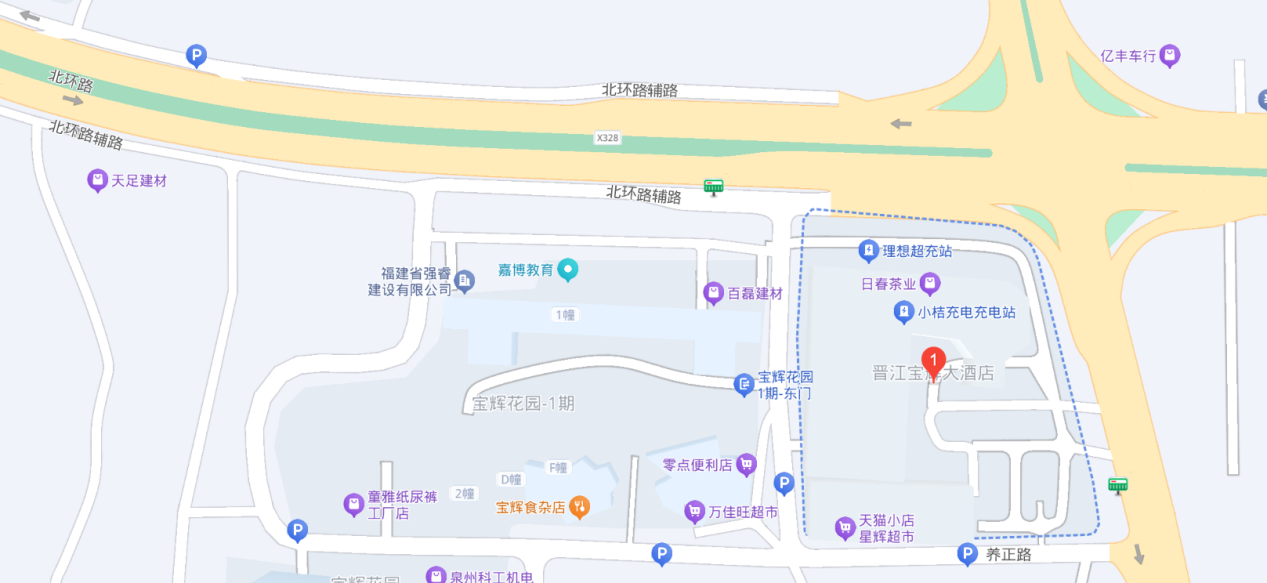 亿丰车行
北环路
北环路辅路
X328
北环路辅路
天足建材
北环路辅路
理想超充站
嘉博教育
福建省强睿
建设有限公司
日春茶业
百磊建材
小桔充电充电站
1幢
1
晋江宝辉大酒店
宝辉花园
1期-东门
宝辉花园-1期
零点便利店
F幢
D幢
2幢
童雅纸尿裤
工厂店
宝辉食杂店
万佳旺超市
天猫小店
星辉超市
养正路
泉州科工机电
宝辉花园
P
P
P
P
P